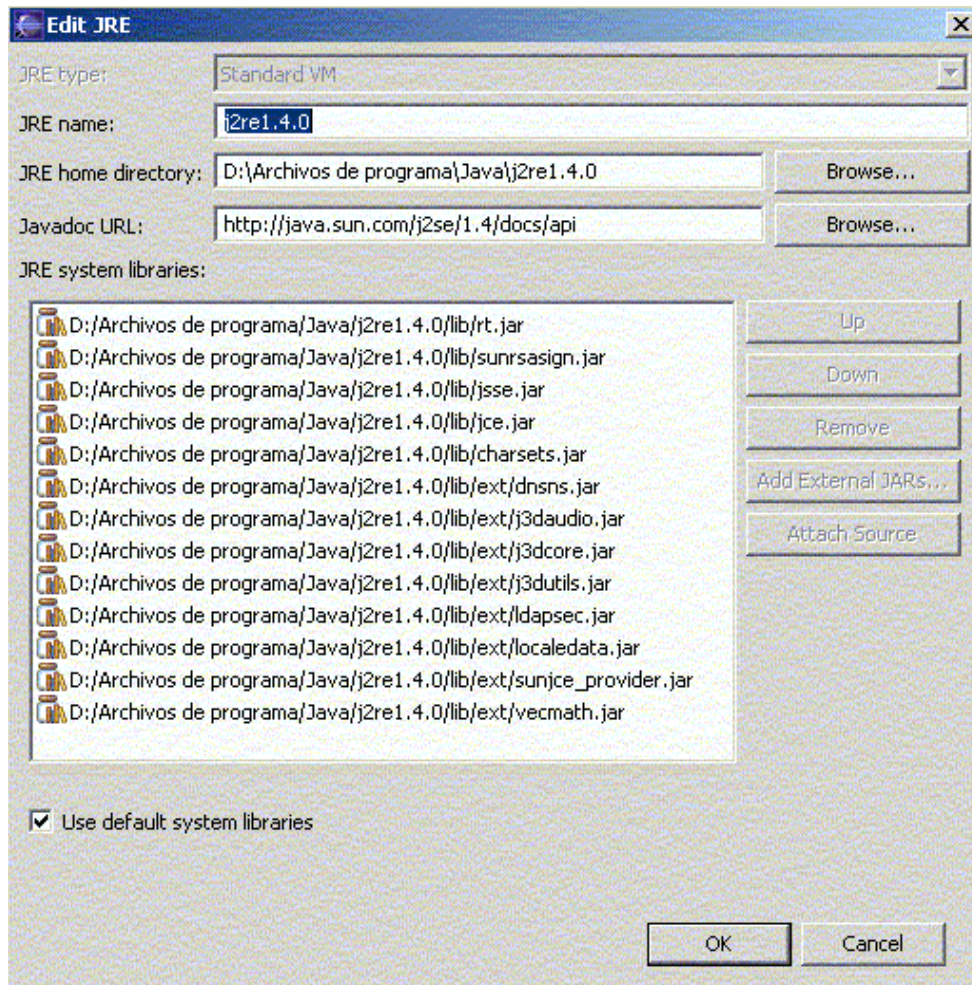 Edit JRE
JRE type: Standard VM
JRE name: j2re1.4.0
JRE home directory: D:\Archivos de programa\Java\j2re1.4.0 Browse...
Javadoc URL: http://java.sun.com/j2se/1.4/docs/api Browse...
JRE system libraries:
D:/Archivos de programa/Java/j2re1.4.0/lib/rt.jar
D:/Archivos de programa/Java/j2re1.4.0/lib/sunrsasign.jar
D:/Archivos de programa/Java/j2re1.4.0/lib/jsse.jar
D:/Archivos de programa/Java/j2re1.4.0/lib/jce.jar
D:/Archivos de programa/Java/j2re1.4.0/lib/charsets.jar
D:/Archivos de programa/Java/j2re1.4.0/lib/ext/dnsns.jar
D:/Archivos de programa/Java/j2re1.4.0/lib/ext/j3daudio.jar
D:/Archivos de programa/Java/j2re1.4.0/lib/ext/j3dcore.jar
D:/Archivos de programa/Java/j2re1.4.0/lib/ext/j3dutils.jar
D:/Archivos de programa/Java/j2re1.4.0/lib/ext/ldapsec.jar
D:/Archivos de programa/Java/j2re1.4.0/lib/ext/localedata.jar
D:/Archivos de programa/Java/j2re1.4.0/lib/ext/sunjce_provider.jar
D:/Archivos de programa/Java/j2re1.4.0/lib/ext/vecmath.jar
Up
Down
Remove
Add External JARs...
Attach Source
Use default system libraries
OK Cancel